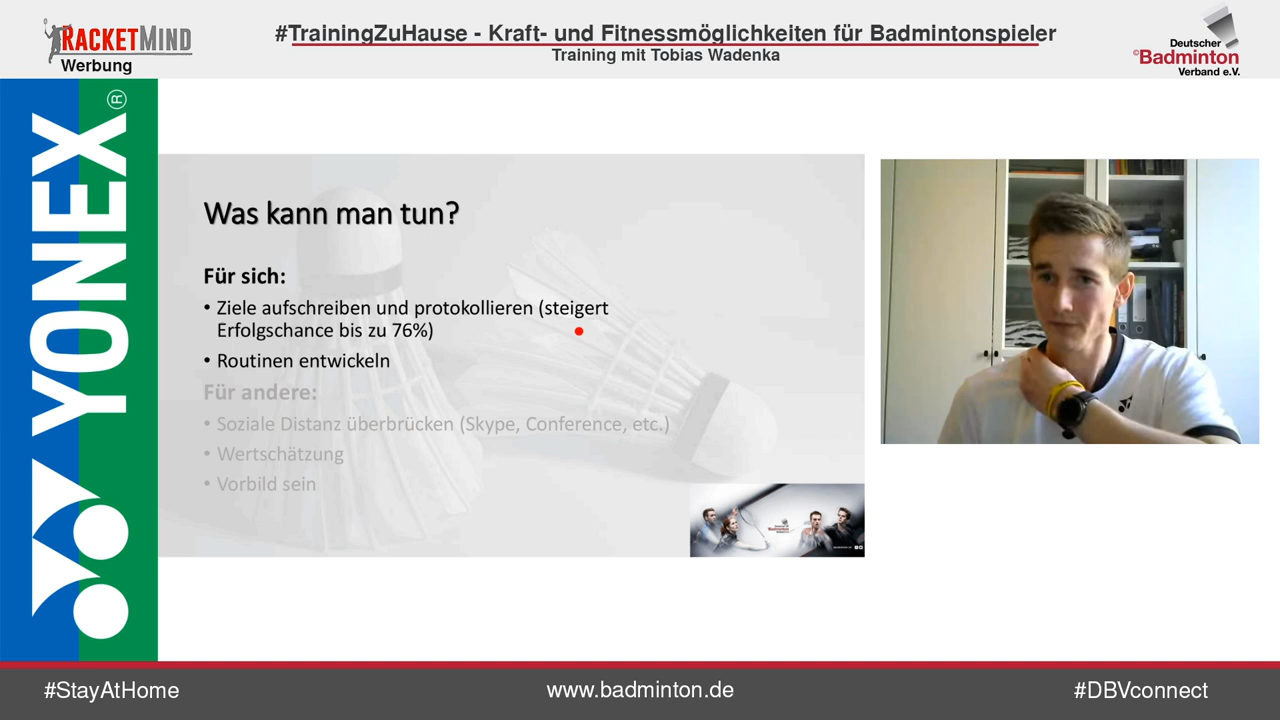 RACKETMIND
Werbung
#TrainingZuHause - Kraft- und Fitnessmöglichkeiten für Badmintonspieler
Training mit Tobias Wadenka
Deutscher
©Badminton
Verband e.V.
YONEX®
Was kann man tun?
Für sich:
• Ziele aufschreiben und protokollieren (steigert
Erfolgschance bis zu 76%)
• Routinen entwickeln
Für andere:
• Soziale Distanz überbrücken (Skype, Conference, etc.)
• Wertschätzung
• Vorbild sein
#StayAtHome
www.badminton.de
#DBVconnect